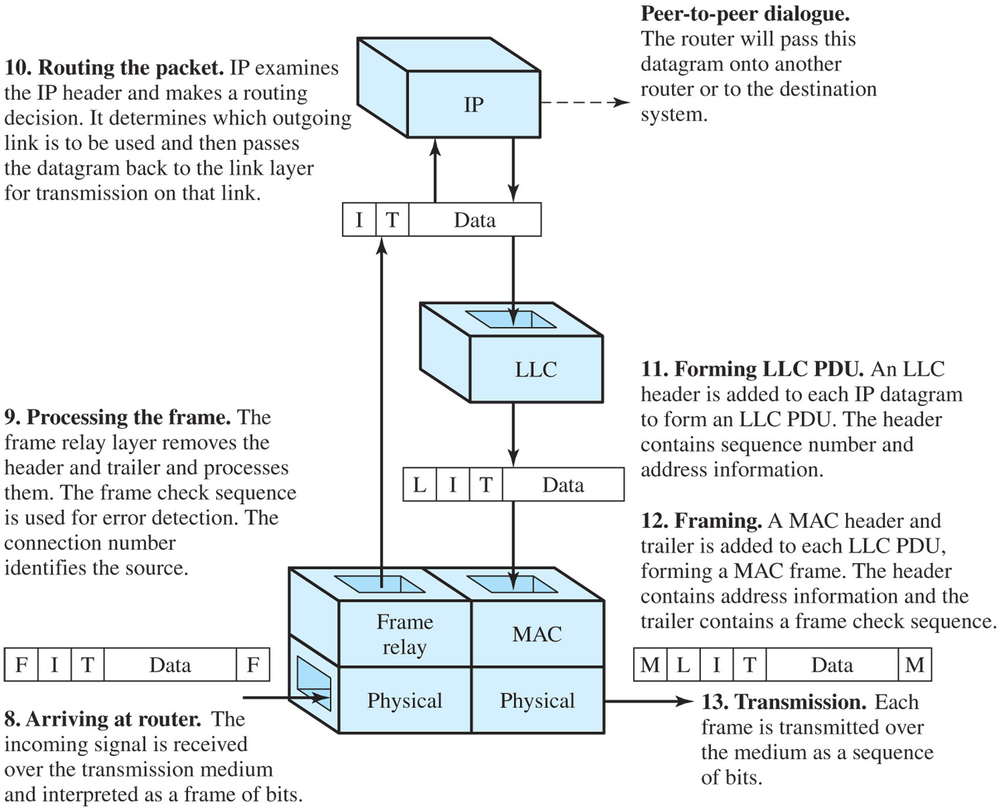 Peer-to-peer dialogue.
The router will pass this
datagram onto another
router or to the destination
system.
10. Routing the packet. IP examines
the IP header and makes a routing
decision. It determines which outgoing
link is to be used and then passes
the datagram back to the link layer
for transmission on that link.
IP
I T Data
LLC
11. Forming LLC PDU. An LLC
header is added to each IP datagram
to form an LLC PDU. The header
contains sequence number and
address information.
9. Processing the frame. The
frame relay layer removes the
header and trailer and processes
them. The frame check sequence
is used for error detection. The
connection number
identifies the source.
L I T Data
12. Framing. A MAC header and
trailer is added to each LLC PDU,
forming a MAC frame. The header
contains address information and the
trailer contains a frame check sequence.
Frame
relay
MAC
F I T Data F
M L I T Data M
Physical
Physical
8. Arriving at router. The
incoming signal is received
over the transmission medium
and interpreted as a frame of bits.
13. Transmission. Each
frame is transmitted over
the medium as a sequence
of bits.